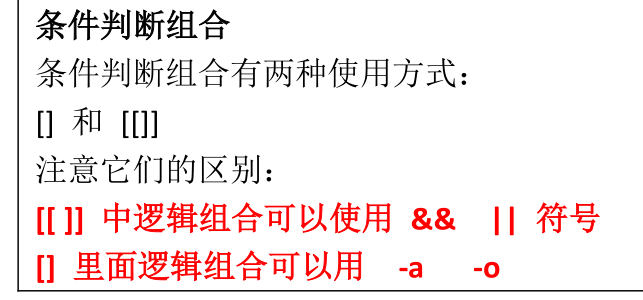 条件判断组合
条件判断组合有两种使用方式：
[] 和 [[]]
注意它们的区别：
[[ ]] 中逻辑组合可以使用 && || 符号
[] 里面逻辑组合可以用 -a -o